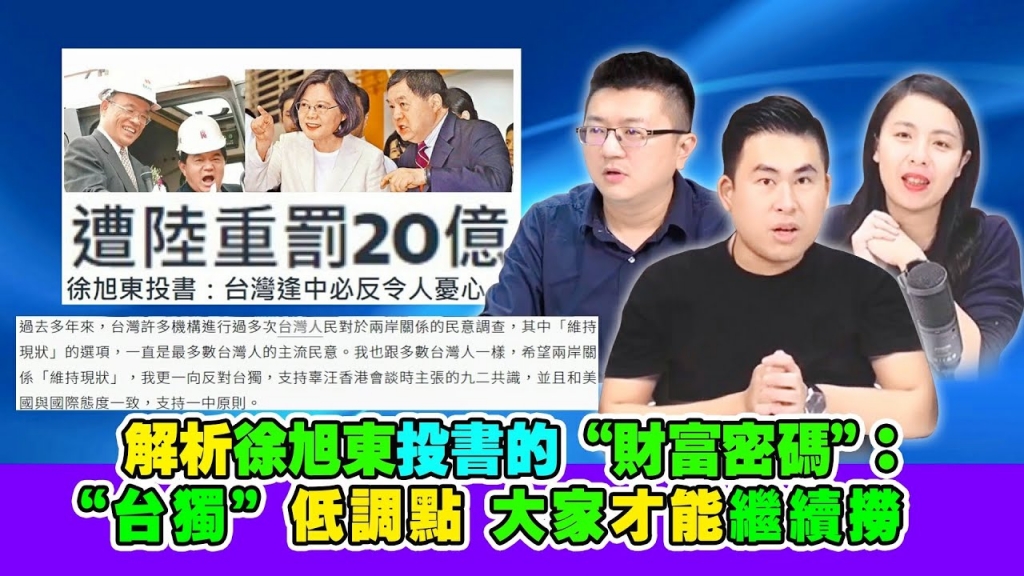 遭陸重罰20億
徐旭東投書：台灣逢中必反令人憂心
過去多年來，台灣許多機構進行過多次台灣人民對於兩岸關係的民意調查，其中「維持
現狀」的選項，一直是最多數台灣人的主流民意。我也跟多數台灣人一樣，希望兩岸關
係「維持現狀」，我更一向反對台獨，支持辜汪香港會談時主張的九二共識，並且和美
國與國際態度一致，支持一中原則。
解析徐旭東投書的“財富密碼”：
“台獨”低調點 大家才能繼續撈